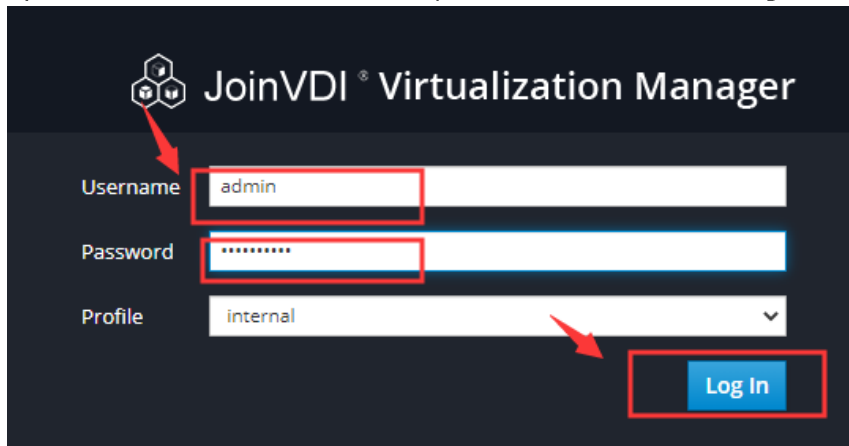 JoinVDI ® Virtualization Manager
Username admin
Password ••••••••••
Profile internal
Log In